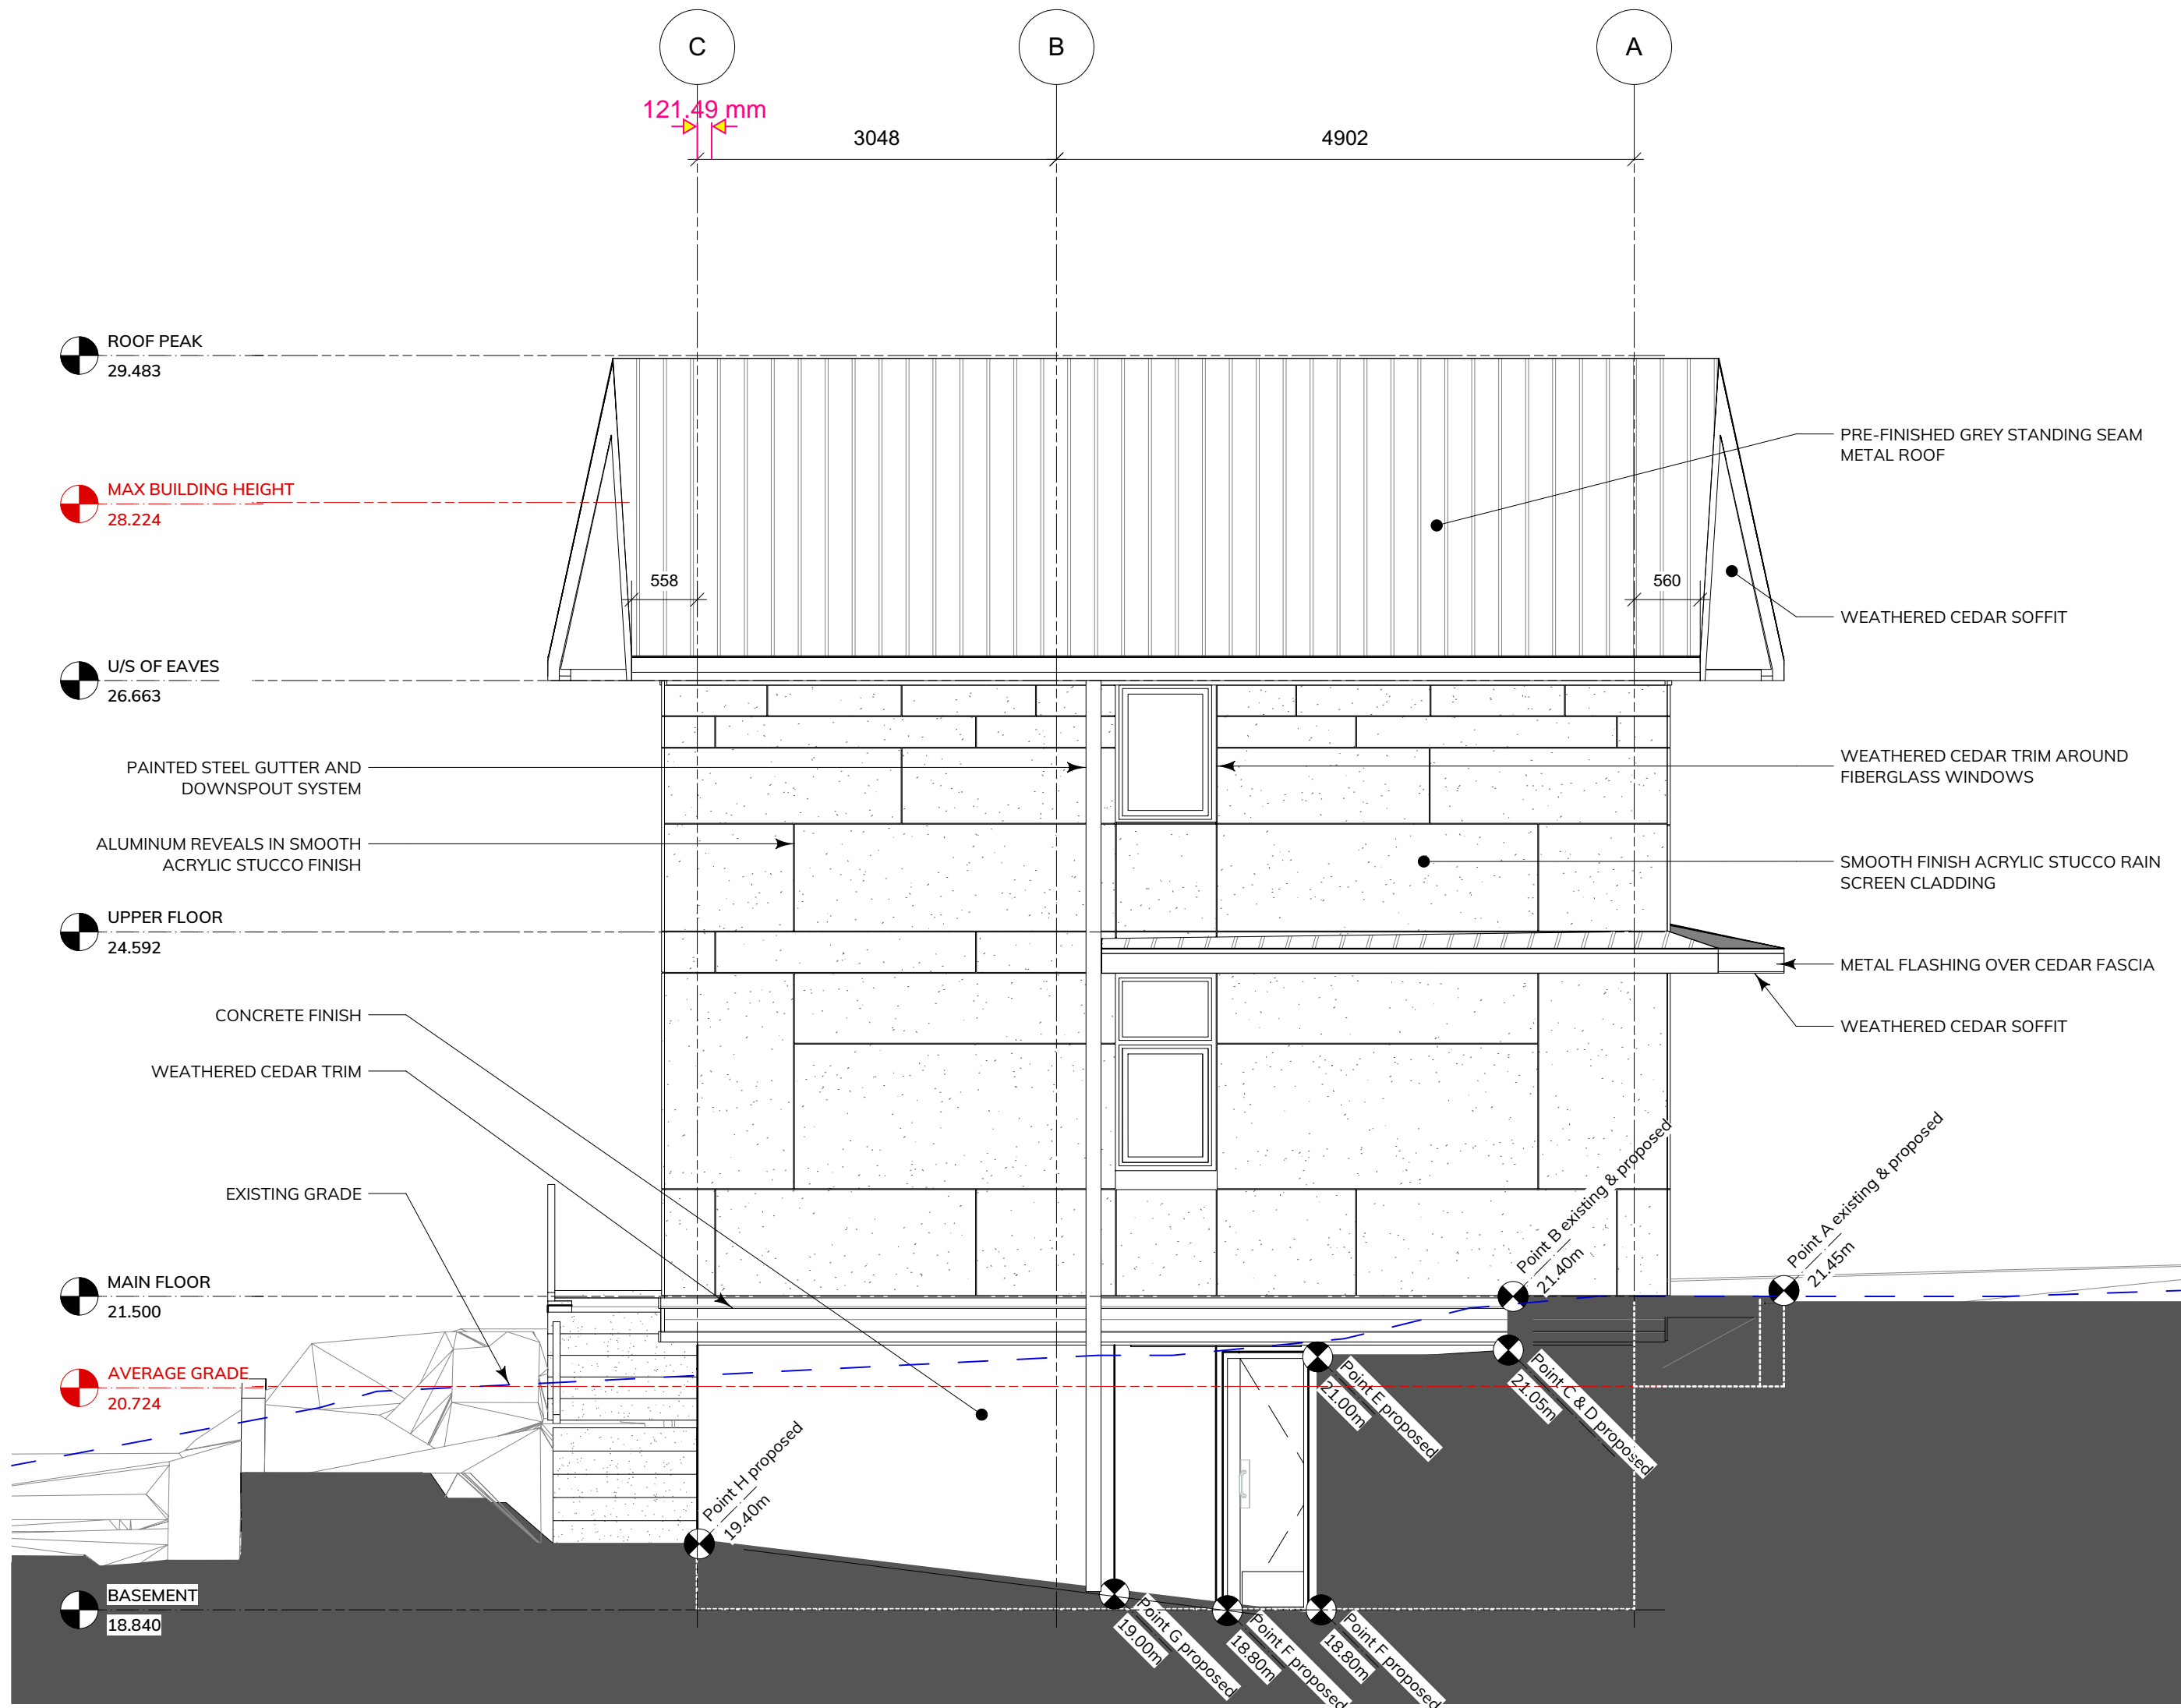 C
B
A
121.49 mm
3048
4902
ROOF PEAK
29.483
PRE-FINISHED GREY STANDING SEAM
METAL ROOF
MAX BUILDING HEIGHT
28.224
558
560
WEATHERED CEDAR SOFFIT
U/S OF EAVES
26.663
PAINTED STEEL GUTTER AND
DOWNSPOUT SYSTEM
WEATHERED CEDAR TRIM AROUND
FIBERGLASS WINDOWS
ALUMINUM REVEALS IN SMOOTH
ACRYLIC STUCCO FINISH
SMOOTH FINISH ACRYLIC STUCCO RAIN
SCREEN CLADDING
UPPER FLOOR
24.592
METAL FLASHING OVER CEDAR FASCIA
CONCRETE FINISH
WEATHERED CEDAR SOFFIT
WEATHERED CEDAR TRIM
EXISTING GRADE
Point B existing & proposed
21.40m
Point A existing & proposed
21.45m
MAIN FLOOR
21.500
AVERAGE GRADE
20.724
Point E proposed
21.00m
Point C & D proposed
21.05m
Point H proposed
19.40m
BASEMENT
18.840
Point G proposed
19.00m
Point F proposed
18.80m
Point F proposed
18.80m